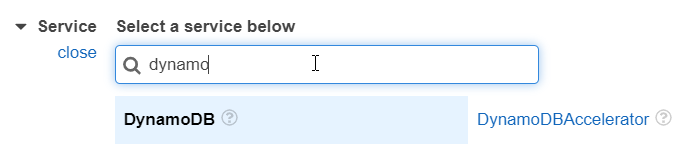 Service Select a service below
close
dynamo
DynamoDB ? DynamoDBAccelerator ?